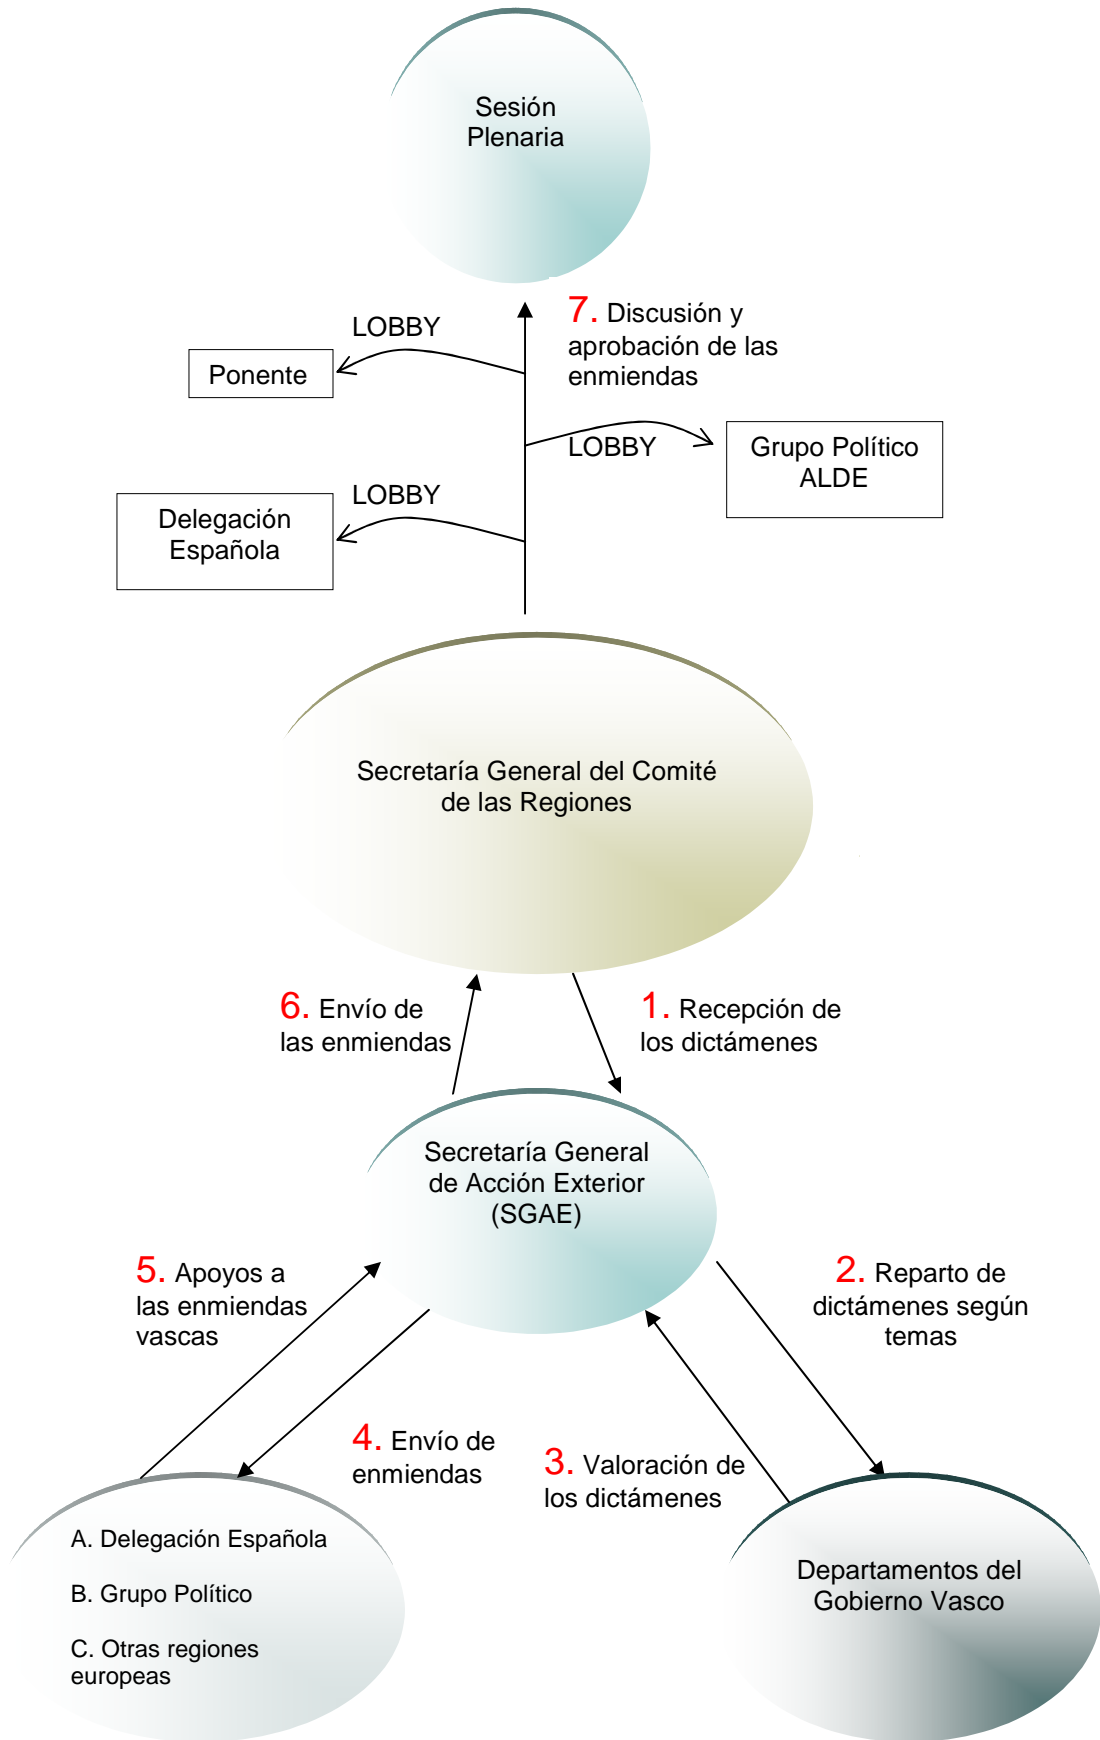 Sesión
Plenaria
7. Discusión y
aprobación de las
enmiendas
LOBBY
Ponente
LOBBY
Grupo Político
ALDE
LOBBY
Delegación
Española
Secretaría General del Comité
de las Regiones
6. Envío de
las enmiendas
1. Recepción de
los dictámenes
Secretaría General
de Acción Exterior
(SGAE)
5. Apoyos a
las enmiendas
vascas
2. Reparto de
dictámenes según
temas
4. Envío de
enmiendas
3. Valoración de
los dictámenes
A. Delegación Española
B. Grupo Político
C. Otras regiones
europeas
Departamentos del
Gobierno Vasco